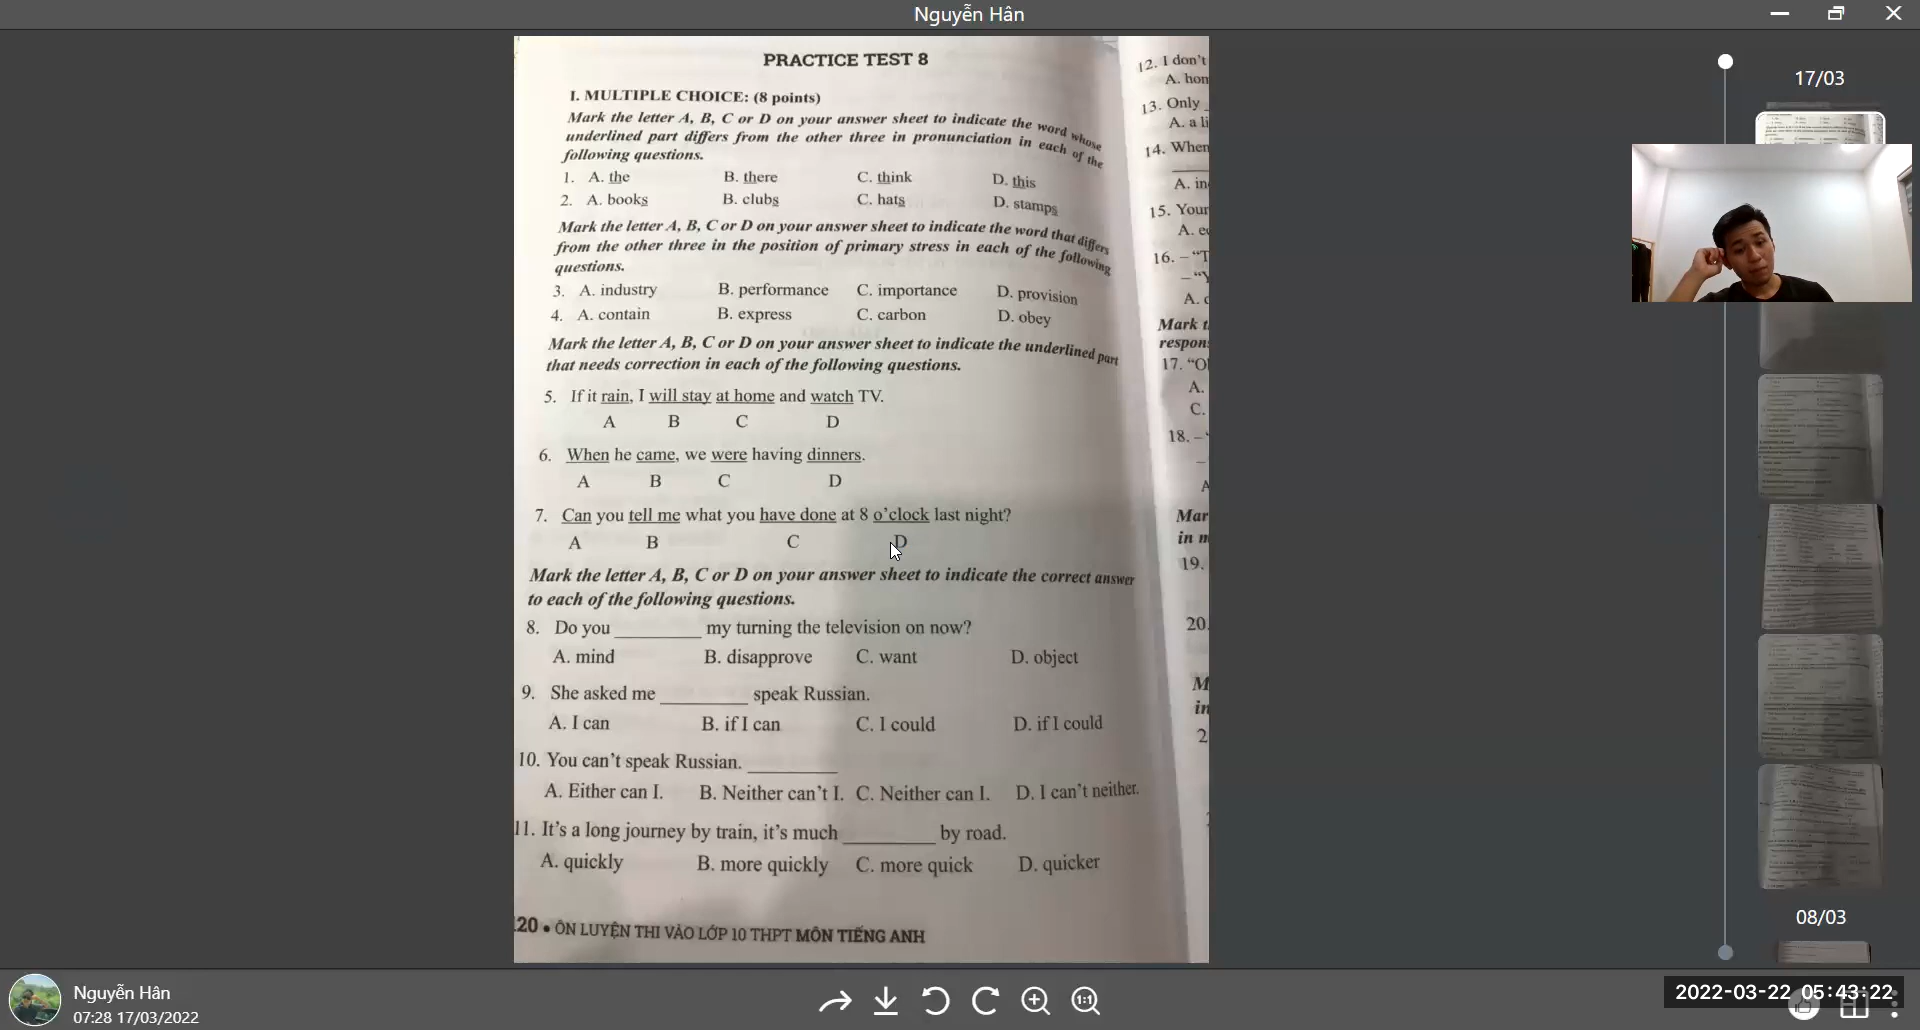 Nguyễn Hân
PRACTICE TEST 8
I. MULTIPLE CHOICE: (8 points)
Mark the letter A, B, C or D on your answer sheet to indicate the word whose
underlined part differs from the other three in pronunciation in each of the
following questions.
1. A. the B. there C. think D. this
2. A. books B. clubs C. hats D. stamps
Mark the letter A, B, C or D on your answer sheet to indicate the word that differs
from the other three in the position of primary stress in each of the following
questions.
3. A. industry B. performance C. importance D. provision
4. A. contain B. express C. carbon D. obey
Mark the letter A, B, C or D on your answer sheet to indicate the underlined part
that needs correction in each of the following questions.
5. If it rain, I will stay at home and watch TV.
A B C D
6. When he came, we were having dinners.
A B C D
7. Can you tell me what you have done at 8 o'clock last night?
A B C D
Mark the letter A, B, C or D on your answer sheet to indicate the correct answer
to each of the following questions.
8. Do you ________ my turning the television on now?
A. mind B. disapprove C. want D. object
9. She asked me ________ speak Russian.
A. I can B. if I can C. I could D. if I could
10. You can't speak Russian. ________
A. Either can I. B. Neither can't I. C. Neither can I. D. I can't neither.
11. It's a long journey by train, it's much ________ by road.
A. quickly B. more quickly C. more quick D. quicker
20 • ÔN LUYỆN THI VÀO LỚP 10 THPT MÔN TIẾNG ANH
12. I don't
A. hon
13. Only
A. a li
14. When
A. in
15. Your
A. e
16. – "T
– "Y
A.
Mark t
respon
17. "O
A.
C.
18. –
–
A
Mar
in m
19.
20.
M
in
2
17/03
08/03
Nguyễn Hân
07:28 17/03/2022
1:1
2022-03-22 05:43:22